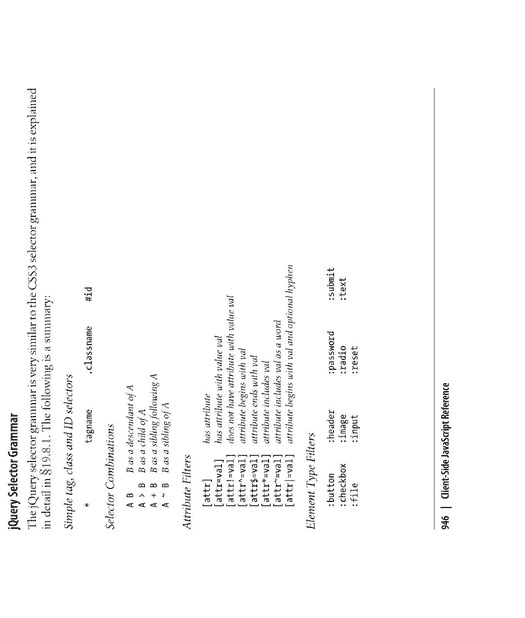 jQuery Selector Grammar
The jQuery selector grammar is very similar to the CSS3 selector grammar, and it is explained
in detail in §19.8.1. The following is a summary:
Simple tag, class and ID selectors
* tagname .classname #id
Selector Combinations
A B B as a descendant of A
A > B B as a child of A
A + B B as a sibling following A
A ~ B B as a sibling of A
Attribute Filters
[attr] has attribute
[attr=val] has attribute with value val
[attr!=val] does not have attribute with value val
[attr^=val] attribute begins with val
[attr$=val] attribute ends with val
[attr*=val] attribute includes val
[attr~=val] attribute includes val as a word
[attr|=val] attribute begins with val and optional hyphen
Element Type Filters
:button :header :password :submit
:checkbox :image :radio :text
:file :input :reset
946 | Client-Side JavaScript Reference